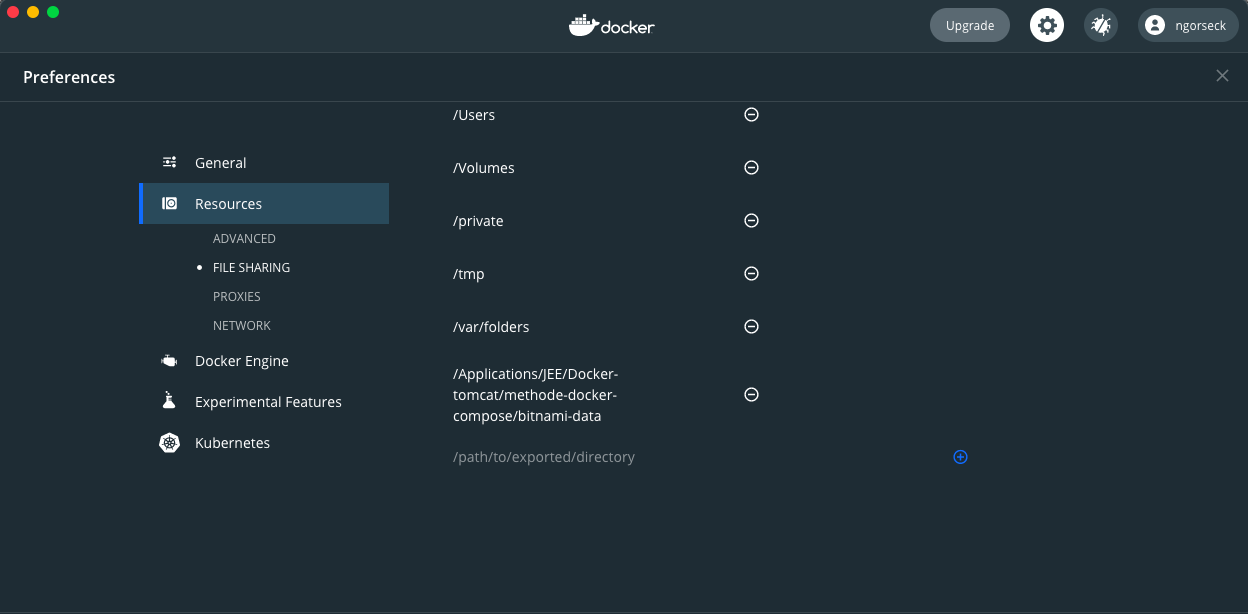 docker
Upgrade
ngorseck
Preferences
/Users
/Volumes
/private
/tmp
/var/folders
/Applications/JEE/Docker-
tomcat/methode-docker-
compose/bitnami-data
/path/to/exported/directory
General
Resources
ADVANCED
FILE SHARING
PROXIES
NETWORK
Docker Engine
Experimental Features
Kubernetes